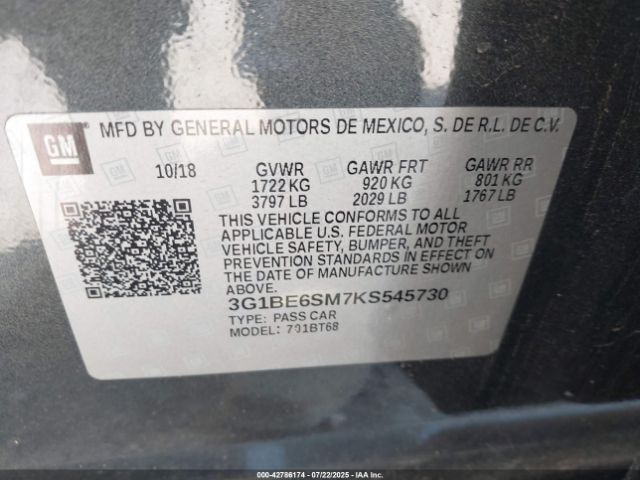 GM
MFD BY GENERAL MOTORS DE MEXICO, S. DE R.L. DE C.V.
10/18 GVWR GAWR FRT GAWR RR
1722 KG 920 KG 801 KG
3797 LB 2029 LB 1767 LB
THIS VEHICLE CONFORMS TO ALL
APPLICABLE U.S. FEDERAL MOTOR
VEHICLE SAFETY, BUMPER, AND THEFT
PREVENTION STANDARDS IN EFFECT ON
THE DATE OF MANUFACTURE SHOWN
ABOVE.
3G1BE6SM7KS545730
TYPE: PASS CAR
MODEL: 701BT68
000-42786174 - 07/22/2025 - IAA Inc.